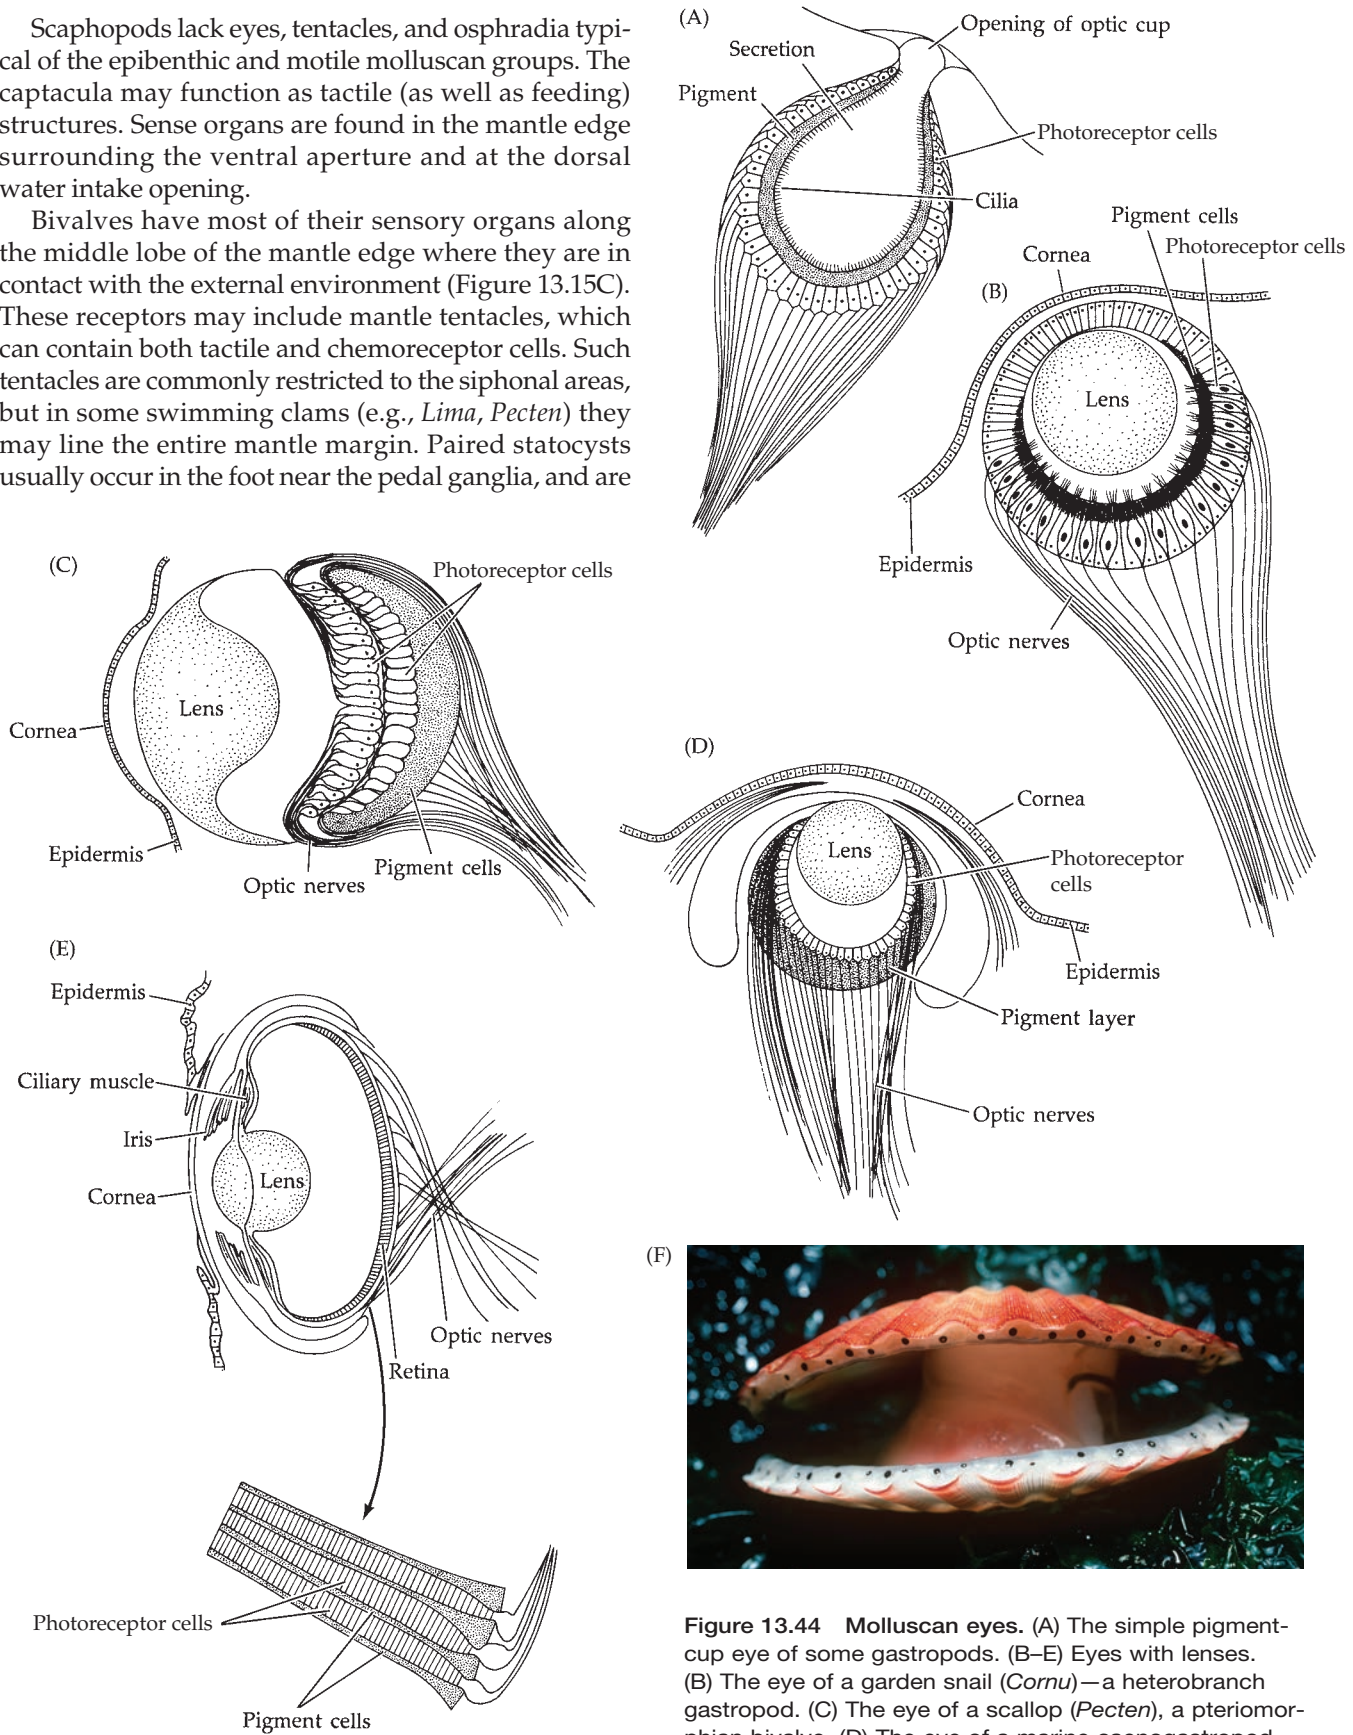 Scaphopods lack eyes, tentacles, and osphradia typi-
cal of the epibenthic and motile molluscan groups. The
captacula may function as tactile (as well as feeding)
structures. Sense organs are found in the mantle edge
surrounding the ventral aperture and at the dorsal
water intake opening.
Bivalves have most of their sensory organs along
the middle lobe of the mantle edge where they are in
contact with the external environment (Figure 13.15C).
These receptors may include mantle tentacles, which
can contain both tactile and chemoreceptor cells. Such
tentacles are commonly restricted to the siphonal areas,
but in some swimming clams (e.g., Lima, Pecten) they
may line the entire mantle margin. Paired statocysts
usually occur in the foot near the pedal ganglia, and are
(A)
Opening of optic cup
Secretion
Pigment
Photoreceptor cells
Cilia
(B)
Pigment cells
Photoreceptor cells
Cornea
Lens
Epidermis
Optic nerves
(C)
Photoreceptor cells
Lens
Cornea
Epidermis
Optic nerves
Pigment cells
(D)
Cornea
Lens
Photoreceptor
cells
Epidermis
Pigment layer
Optic nerves
(E)
Epidermis
Ciliary muscle
Iris
Cornea
Lens
Optic nerves
Retina
Photoreceptor cells
Pigment cells
(F)
Figure 13.44 Molluscan eyes. (A) The simple pigment-
cup eye of some gastropods. (B–E) Eyes with lenses.
(B) The eye of a garden snail (Cornu)—a heterobranch
gastropod. (C) The eye of a scallop (Pecten), a pteriomor-
phian bivalve. (D) The eye of a marine caenogastropod